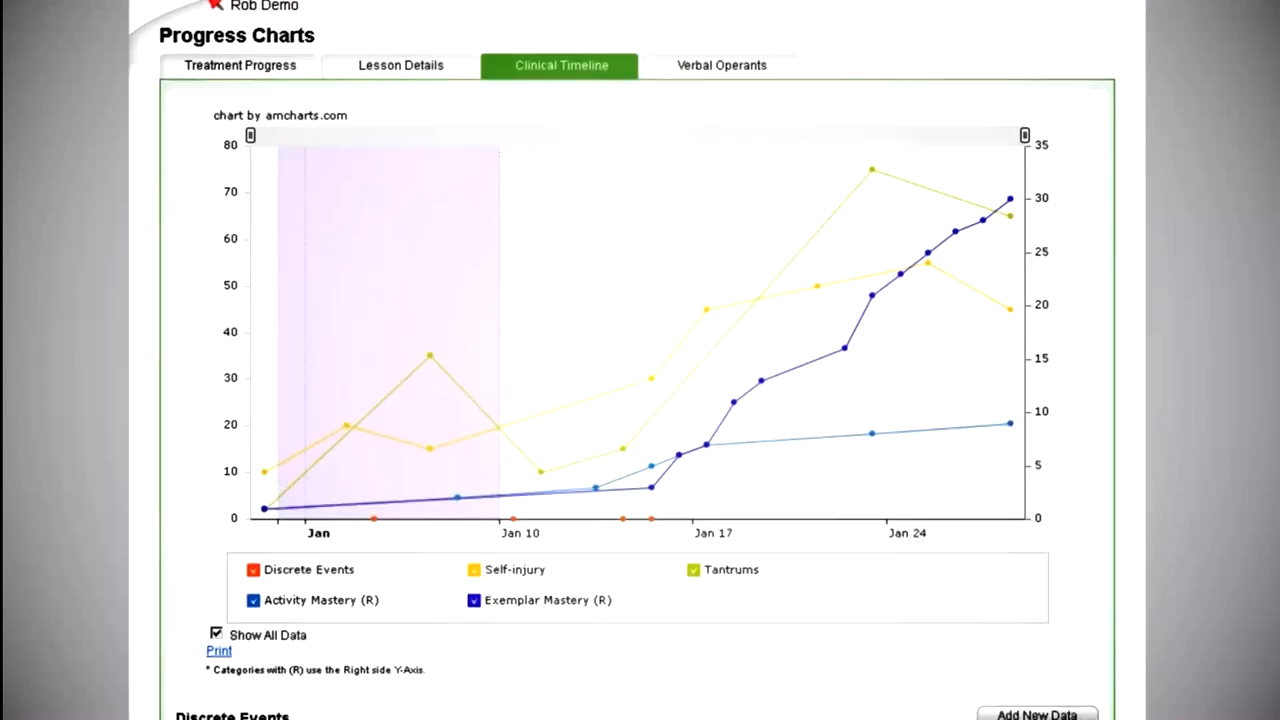 Rob Demo
Progress Charts
Treatment Progress Lesson Details Clinical Timeline Verbal Operants
chart by amcharts.com
80 35
70 30
60 25
50 20
40 15
30 10
20 5
10 0
0
Jan Jan 10 Jan 17 Jan 24
Discrete Events Self-injury Tantrums
Activity Mastery (R) Exemplar Mastery (R)
Show All Data
Print
* Categories with (R) use the Right side Y-Axis.
Discrete Events Add New Data